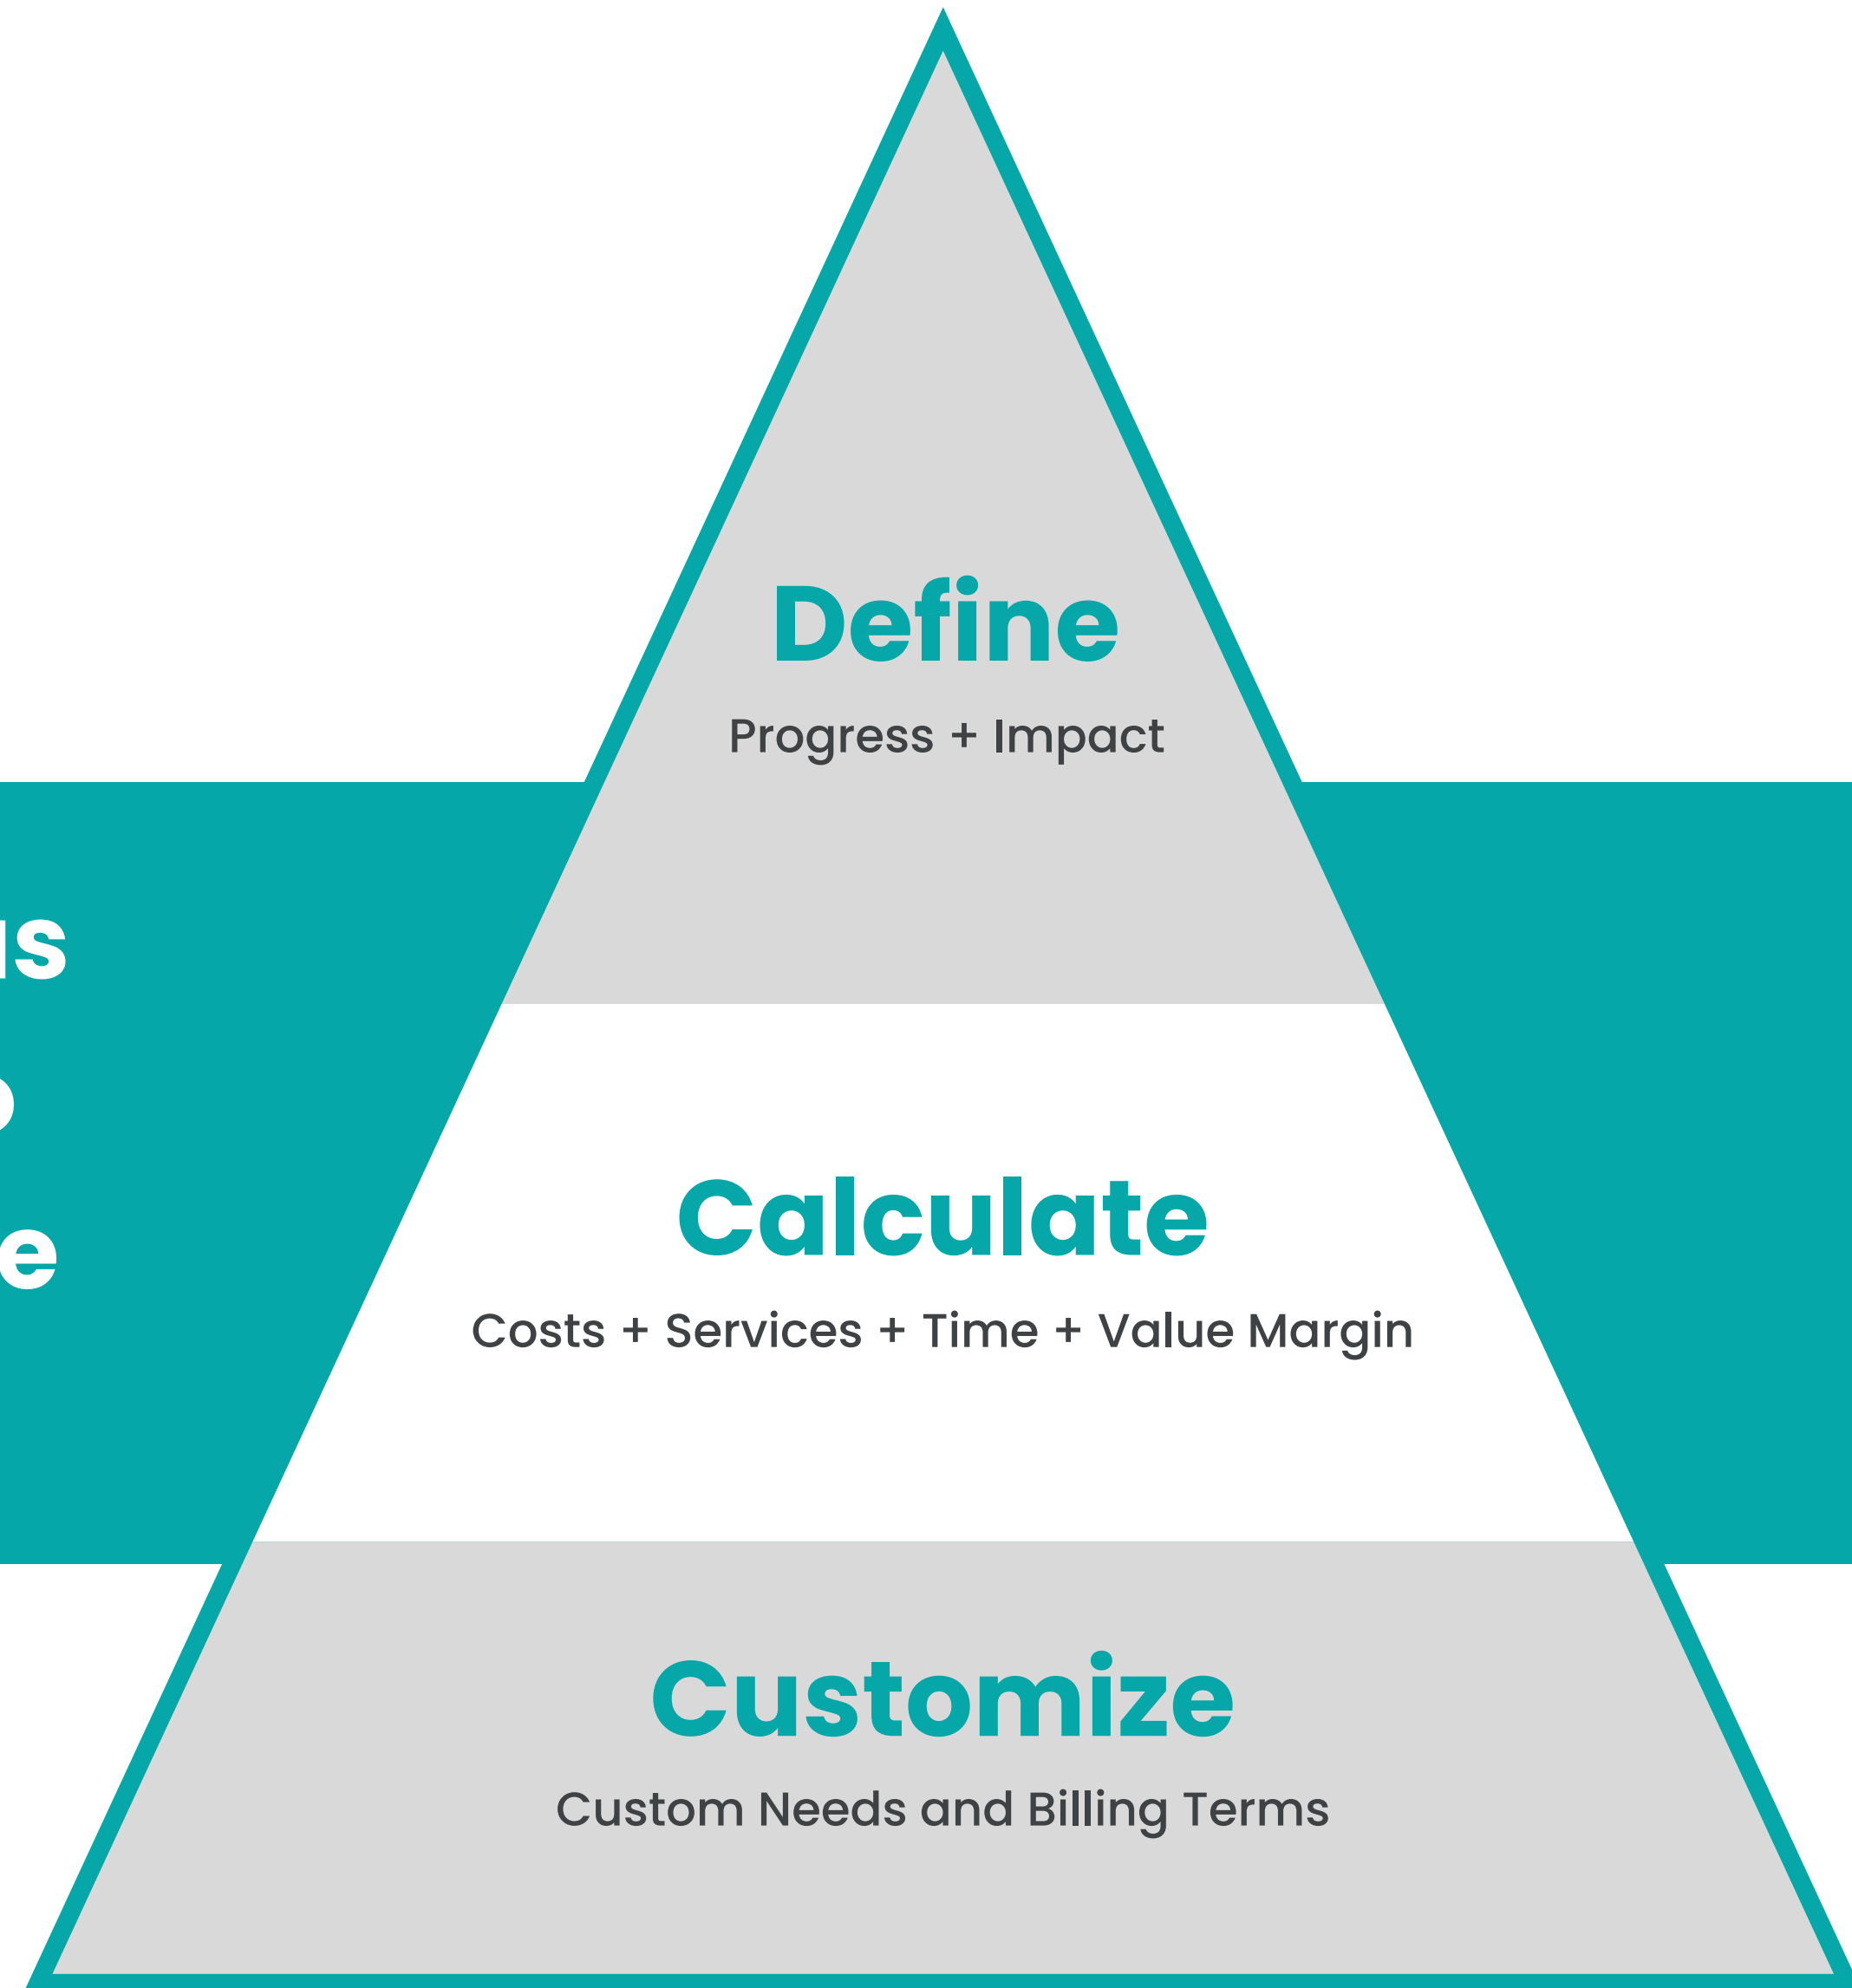 Define
Progress + Impact
Calculate
Costs + Services + Time + Value Margin
Customize
Custom Needs and Billing Terms